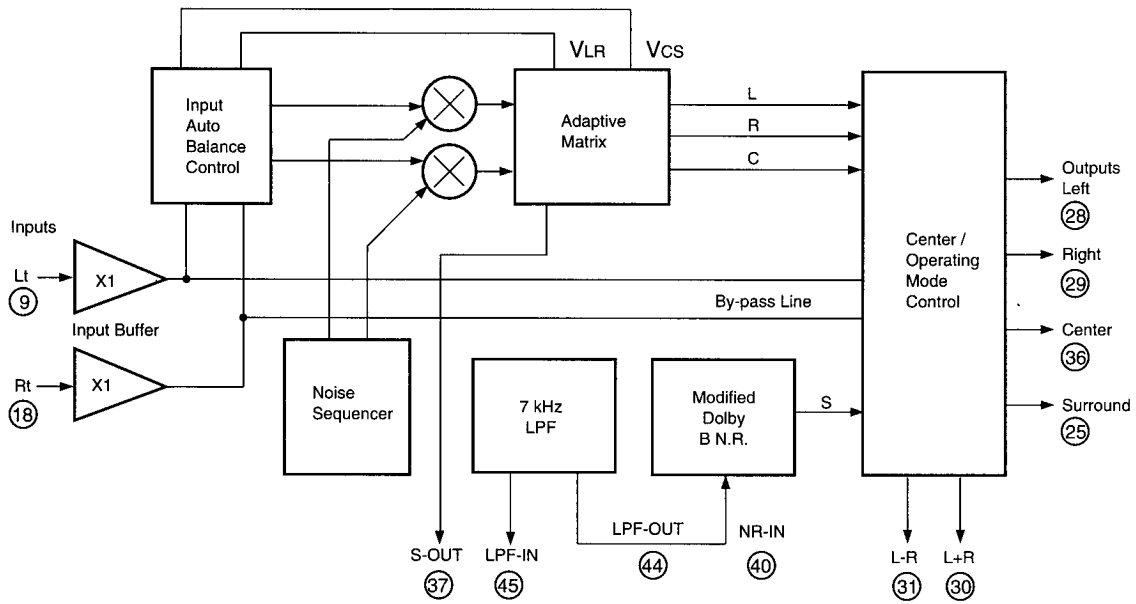 VLR
VCS
Input
Auto
Balance
Control
Adaptive
Matrix
L
R
C
Center /
Operating
Mode
Control
Outputs
Left
28
Right
29
Center
36
Surround
25
Inputs
Lt
9
X1
Input Buffer
Rt
18
X1
By-pass Line
Noise
Sequencer
7 kHz
LPF
Modified
Dolby
B N.R.
S
S-OUT
37
LPF-IN
45
LPF-OUT
44
NR-IN
40
L-R
31
L+R
30